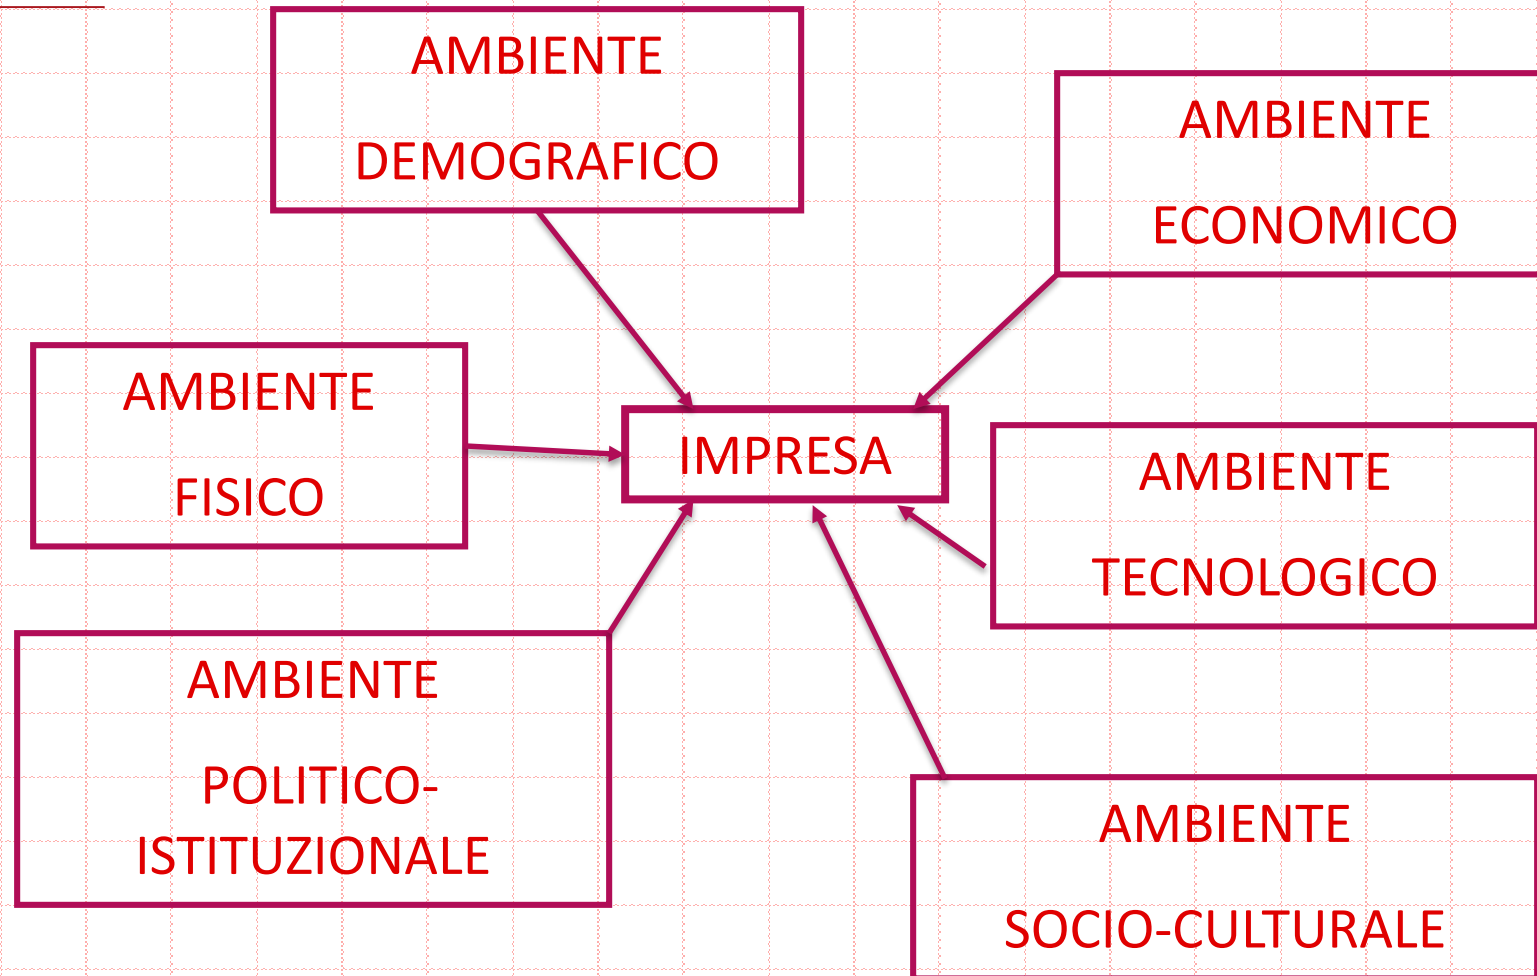 AMBIENTE
DEMOGRAFICO
AMBIENTE
ECONOMICO
AMBIENTE
FISICO
IMPRESA
AMBIENTE
TECNOLOGICO
AMBIENTE
POLITICO-
ISTITUZIONALE
AMBIENTE
SOCIO-CULTURALE